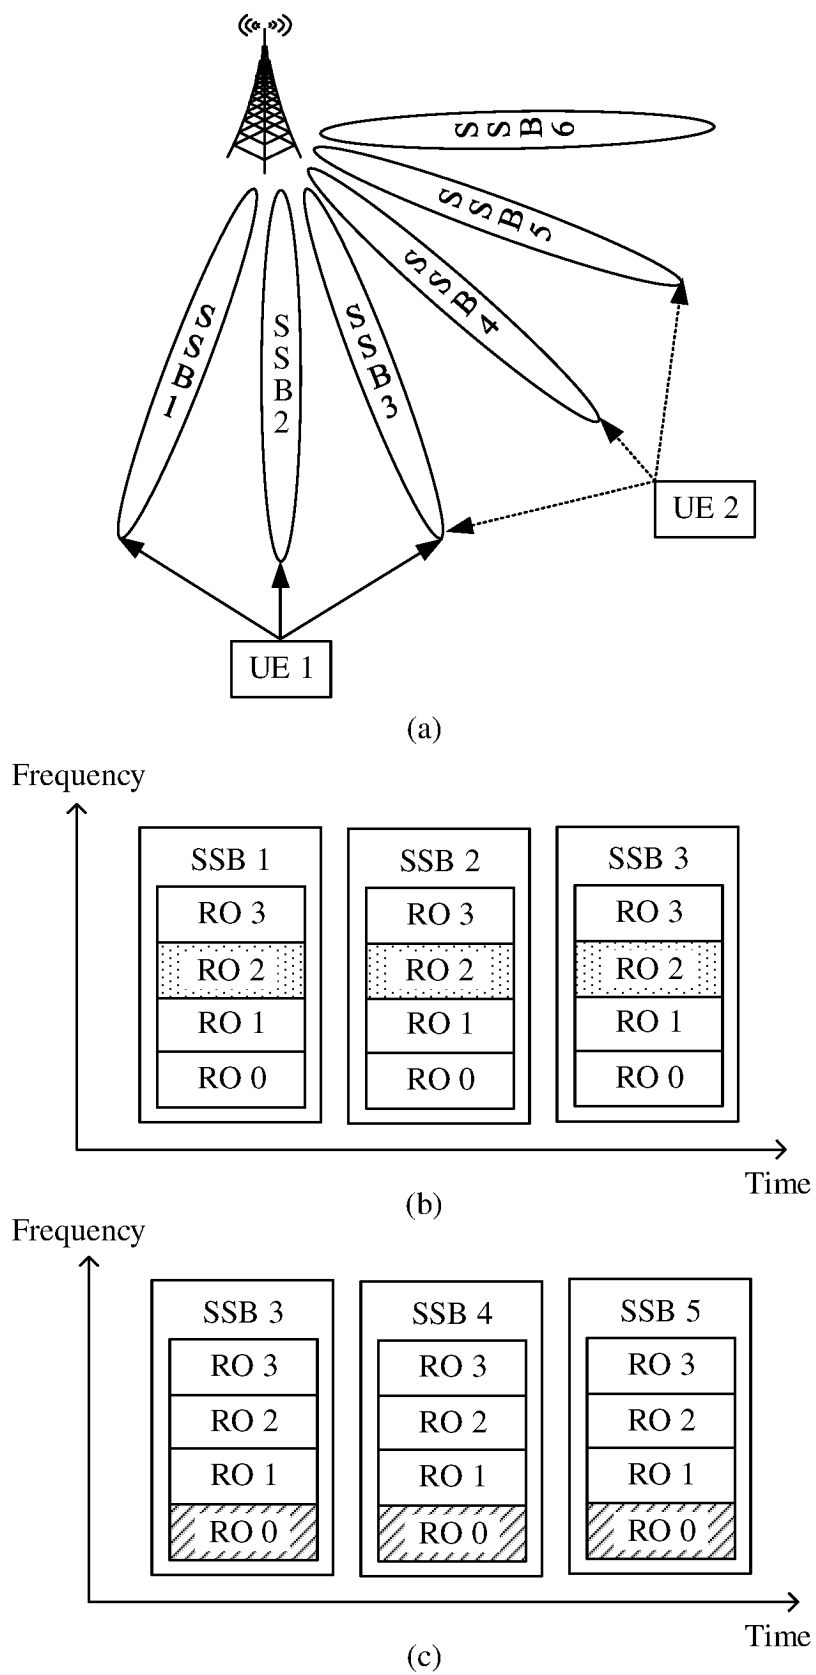 SSB6
SSB5
SSB4
SSB3
SSB2
SSB1
UE 2
UE 1
(a)
Frequency
SSB 1
SSB 2
SSB 3
RO 3
RO 3
RO 3
RO 2
RO 2
RO 2
RO 1
RO 1
RO 1
RO 0
RO 0
RO 0
Time
(b)
Frequency
SSB 3
SSB 4
SSB 5
RO 3
RO 3
RO 3
RO 2
RO 2
RO 2
RO 1
RO 1
RO 1
RO 0
RO 0
RO 0
Time
(c)